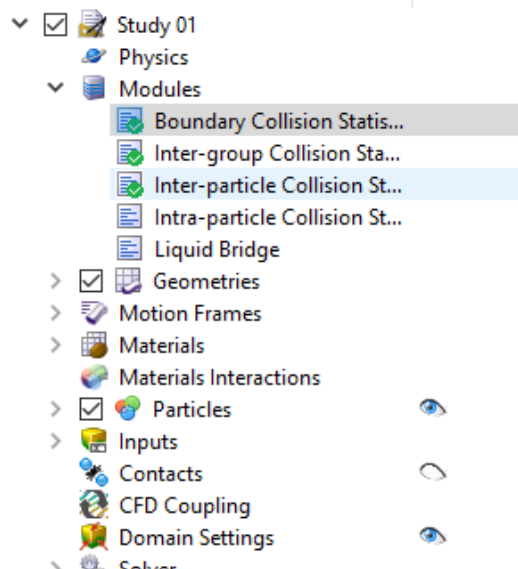 Study 01
Physics
Modules
Boundary Collision Statis...
Inter-group Collision Sta...
Inter-particle Collision St...
Intra-particle Collision St...
Liquid Bridge
Geometries
Motion Frames
Materials
Materials Interactions
Particles
Inputs
Contacts
CFD Coupling
Domain Settings
Solver